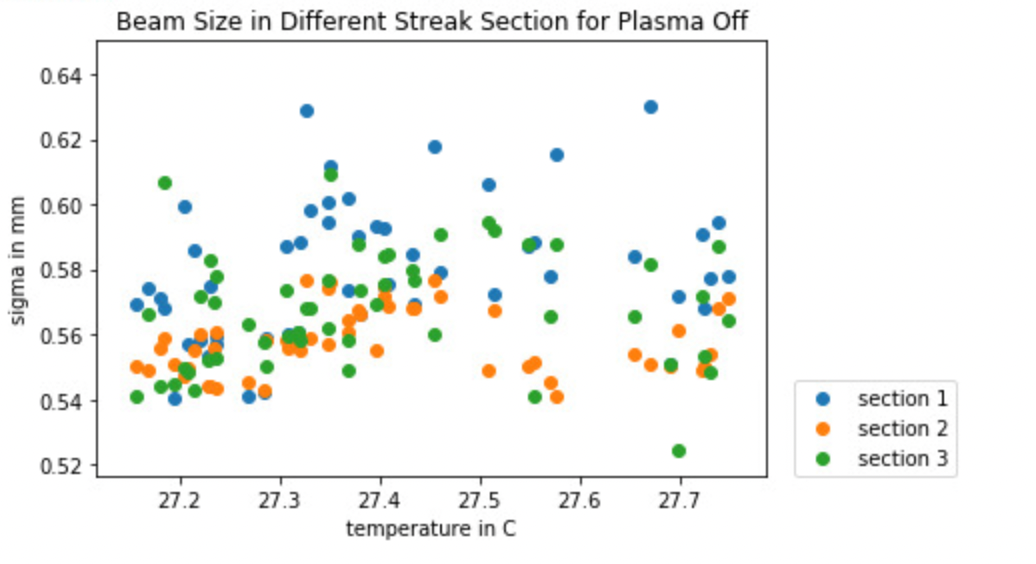 Beam Size in Different Streak Section for Plasma Off
sigma in mm
0.64
0.62
0.60
0.58
0.56
0.54
0.52
27.2 27.3 27.4 27.5 27.6 27.7
temperature in C
section 1
section 2
section 3